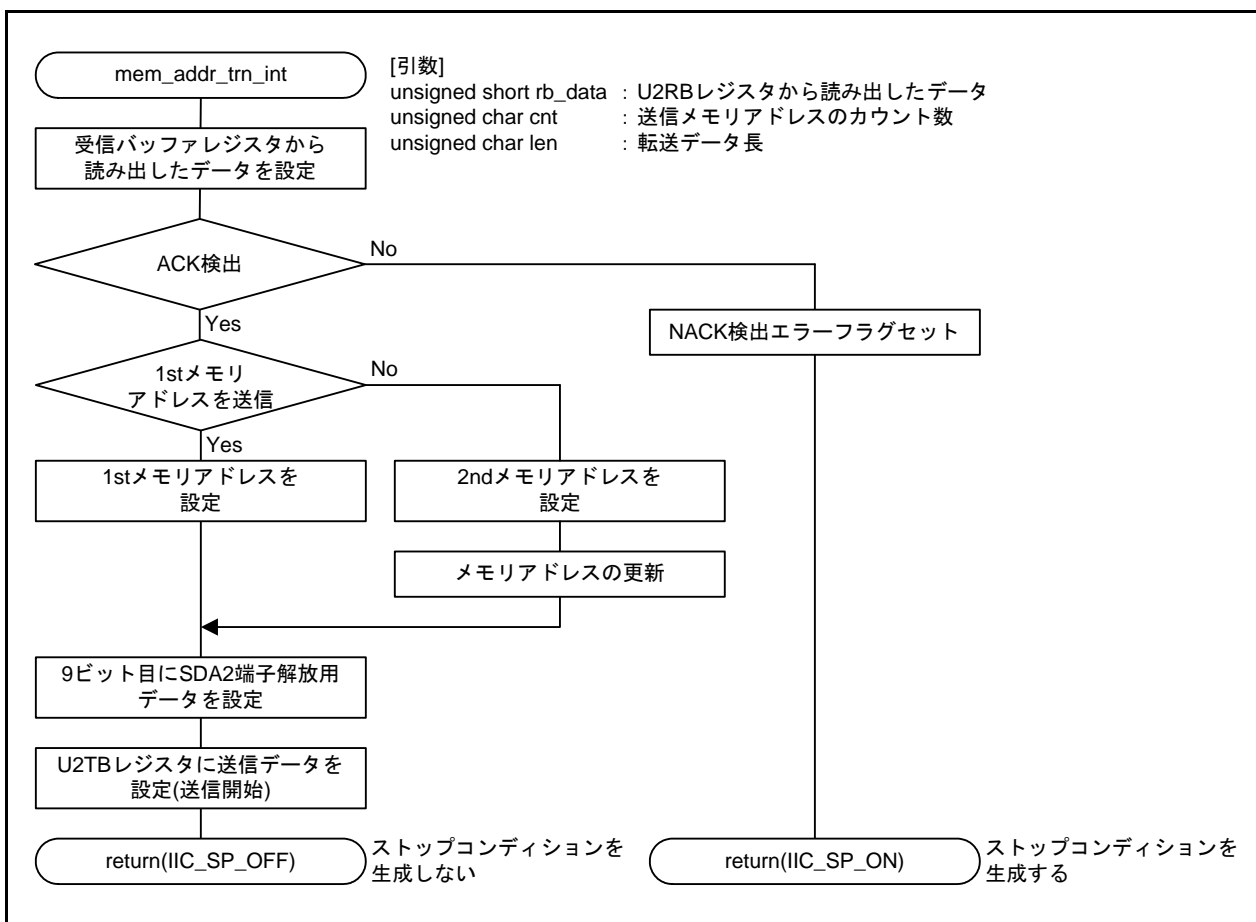 mem_addr_trn_int
[引数]
unsigned short rb_data : U2RBレジスタから読み出したデータ
unsigned char cnt : 送信メモリアドレスのカウント数
unsigned char len : 転送データ長
受信バッファレジスタから
読み出したデータを設定
ACK検出
No
Yes
NACK検出エラーフラグセット
1stメモリ
アドレスを送信
No
Yes
1stメモリアドレスを
設定
2ndメモリアドレスを
設定
メモリアドレスの更新
9ビット目にSDA2端子解放用
データを設定
U2TBレジスタに送信データを
設定(送信開始)
return(IIC_SP_OFF)
ストップコンディションを
生成しない
return(IIC_SP_ON)
ストップコンディションを
生成する